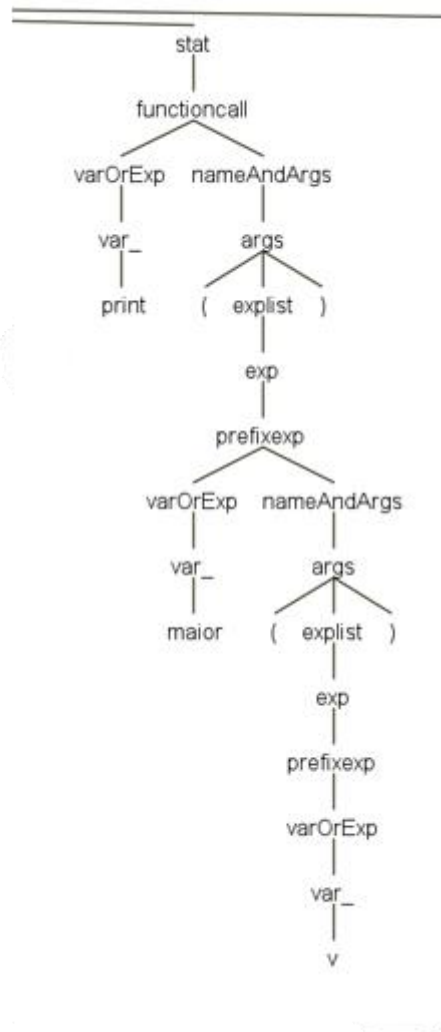 stat
functioncall
varOrExp nameAndArgs
var_ args
print ( explist )
exp
prefixexp
varOrExp nameAndArgs
var_ args
maior ( explist )
exp
prefixexp
varOrExp
var_
v